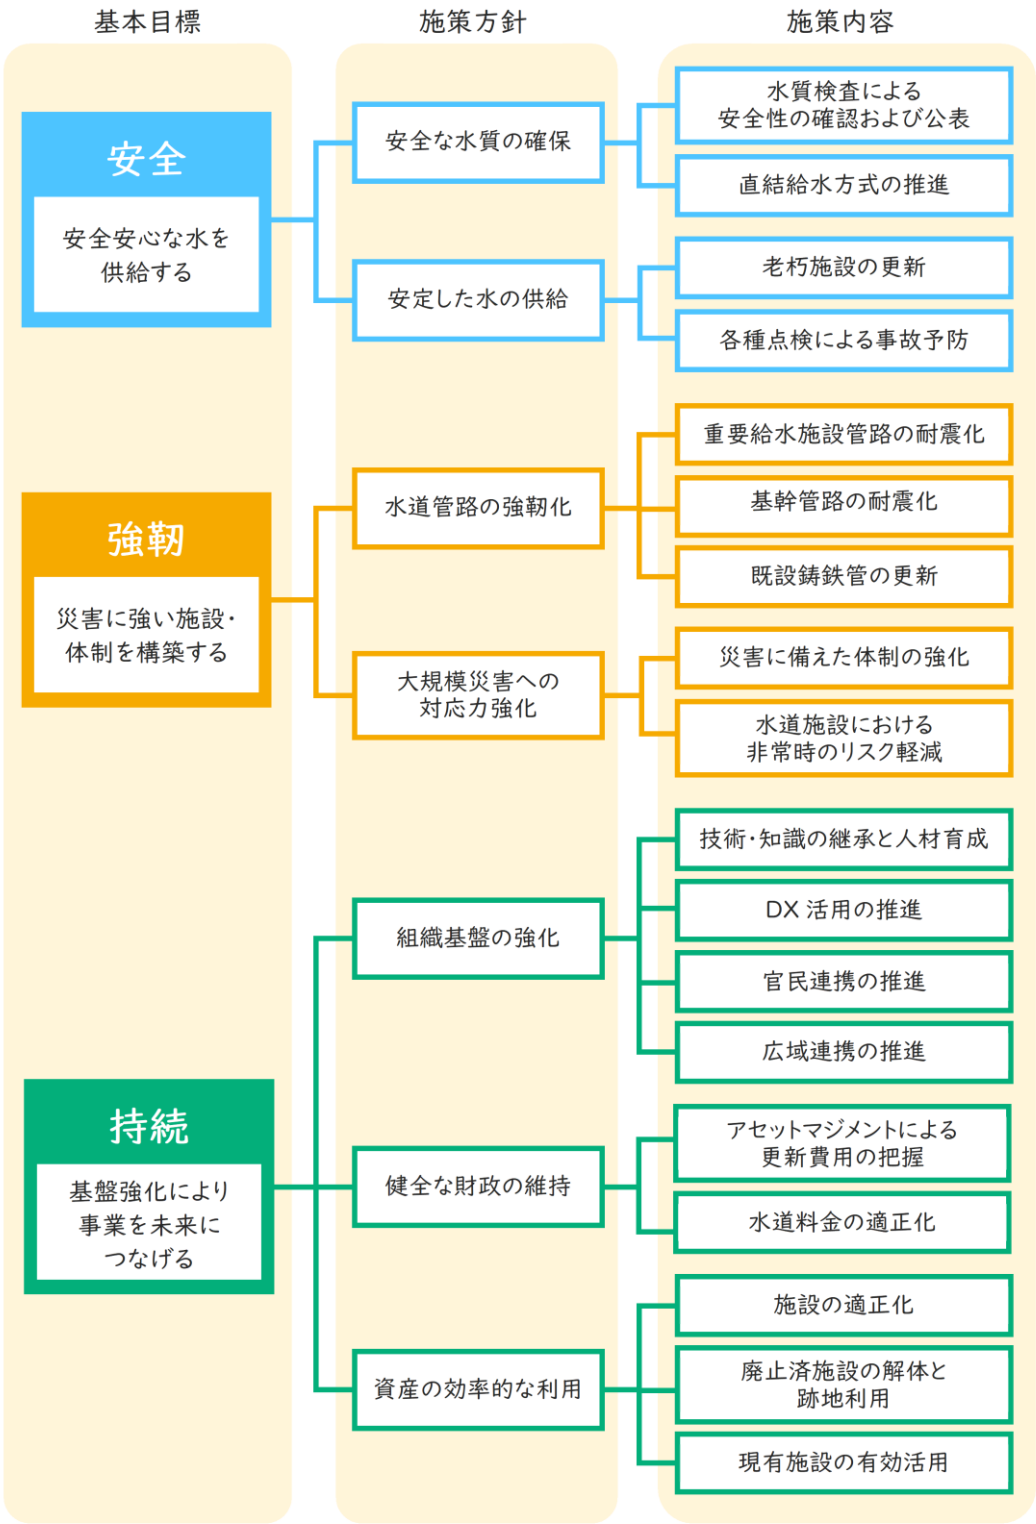 基本目標
施策方針
施策内容
安全
安全安心な水を
供給する
安全な水質の確保
水質検査による
安全性の確認および公表
直結給水方式の推進
安定した水の供給
老朽施設の更新
各種点検による事故予防
強靭
災害に強い施設・
体制を構築する
水道管路の強靭化
重要給水施設管路の耐震化
基幹管路の耐震化
既設鋳鉄管の更新
大規模災害への
対応力強化
災害に備えた体制の強化
水道施設における
非常時のリスク軽減
持続
基盤強化により
事業を未来に
つなげる
組織基盤の強化
技術・知識の継承と人材育成
DX 活用の推進
官民連携の推進
広域連携の推進
健全な財政の維持
アセットマジメントによる
更新費用の把握
水道料金の適正化
資産の効率的な利用
施設の適正化
廃止済施設の解体と
跡地利用
現有施設の有効活用